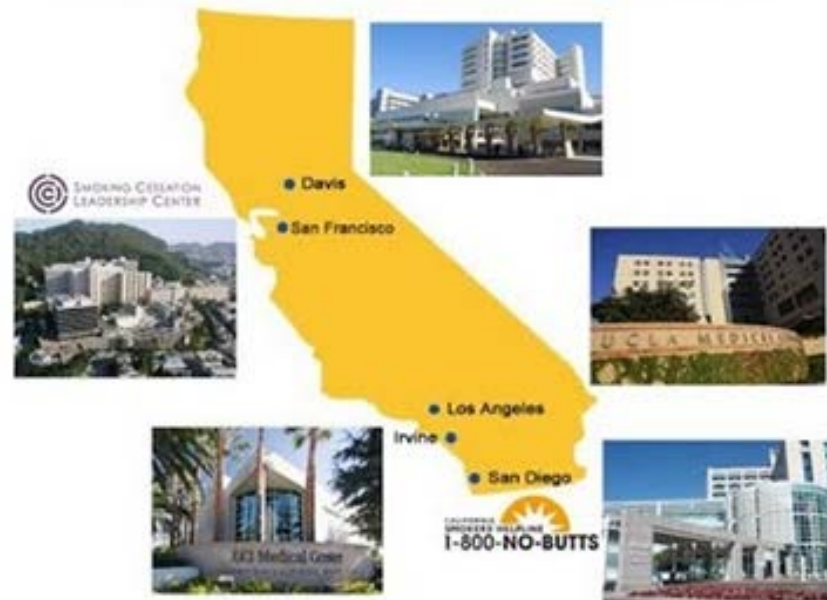 Davis
SMOKING CESSATION
LEADERSHIP CENTER
San Francisco
UCLA MEDICAL
Los Angeles
Irvine
San Diego
UCI Medical Center
CALIFORNIA
SMOKERS' HELPLINE
1-800-NO-BUTTS